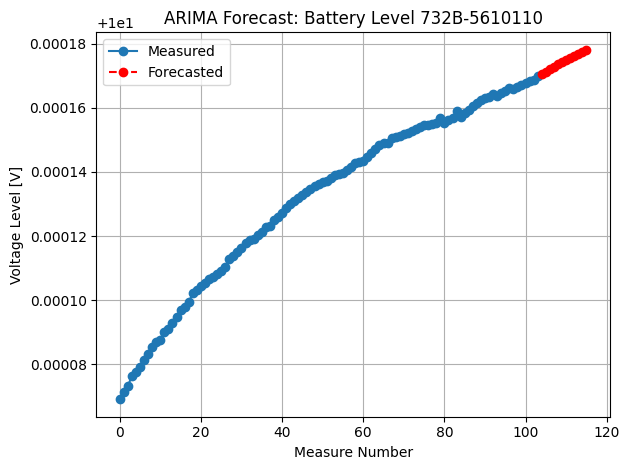 ARIMA Forecast: Battery Level 732B-5610110
+1e1
Measured
Forecasted
Voltage Level [V]
0.00018
0.00016
0.00014
0.00012
0.00010
0.00008
0
20
40
60
80
100
120
Measure Number